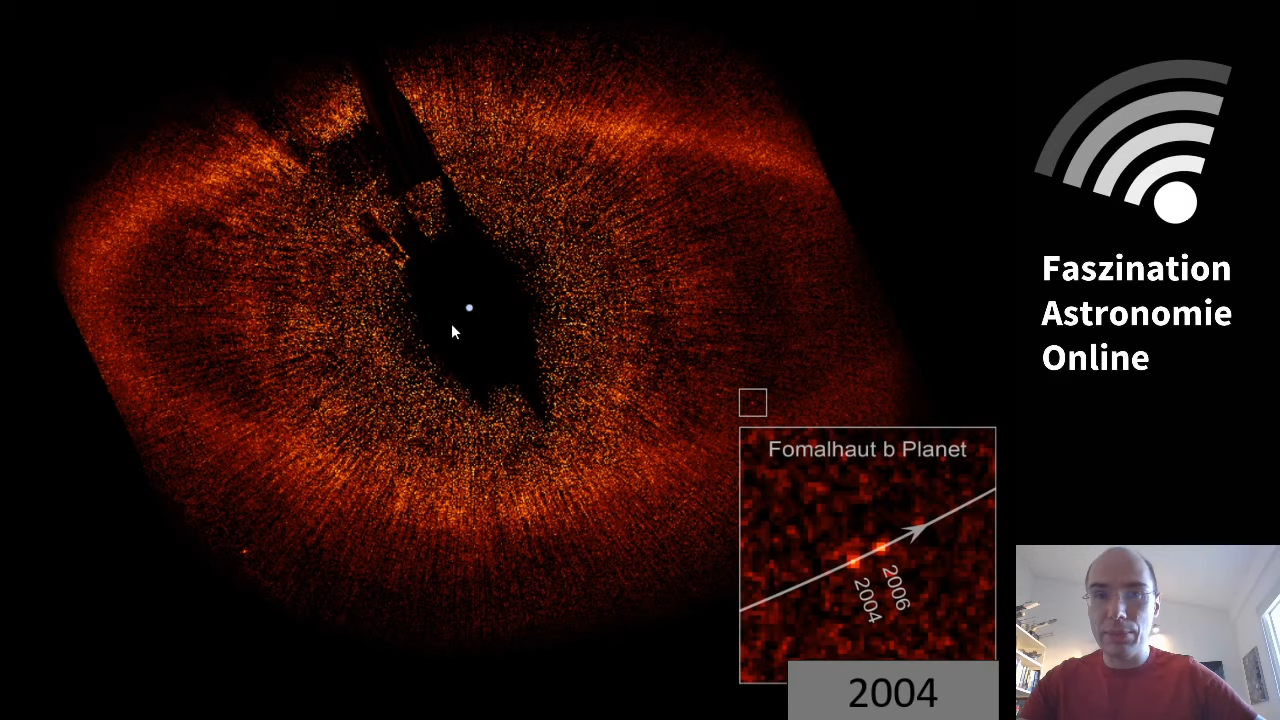 Faszination
Astronomie
Online
Fomalhaut b Planet
2006
2004
2004